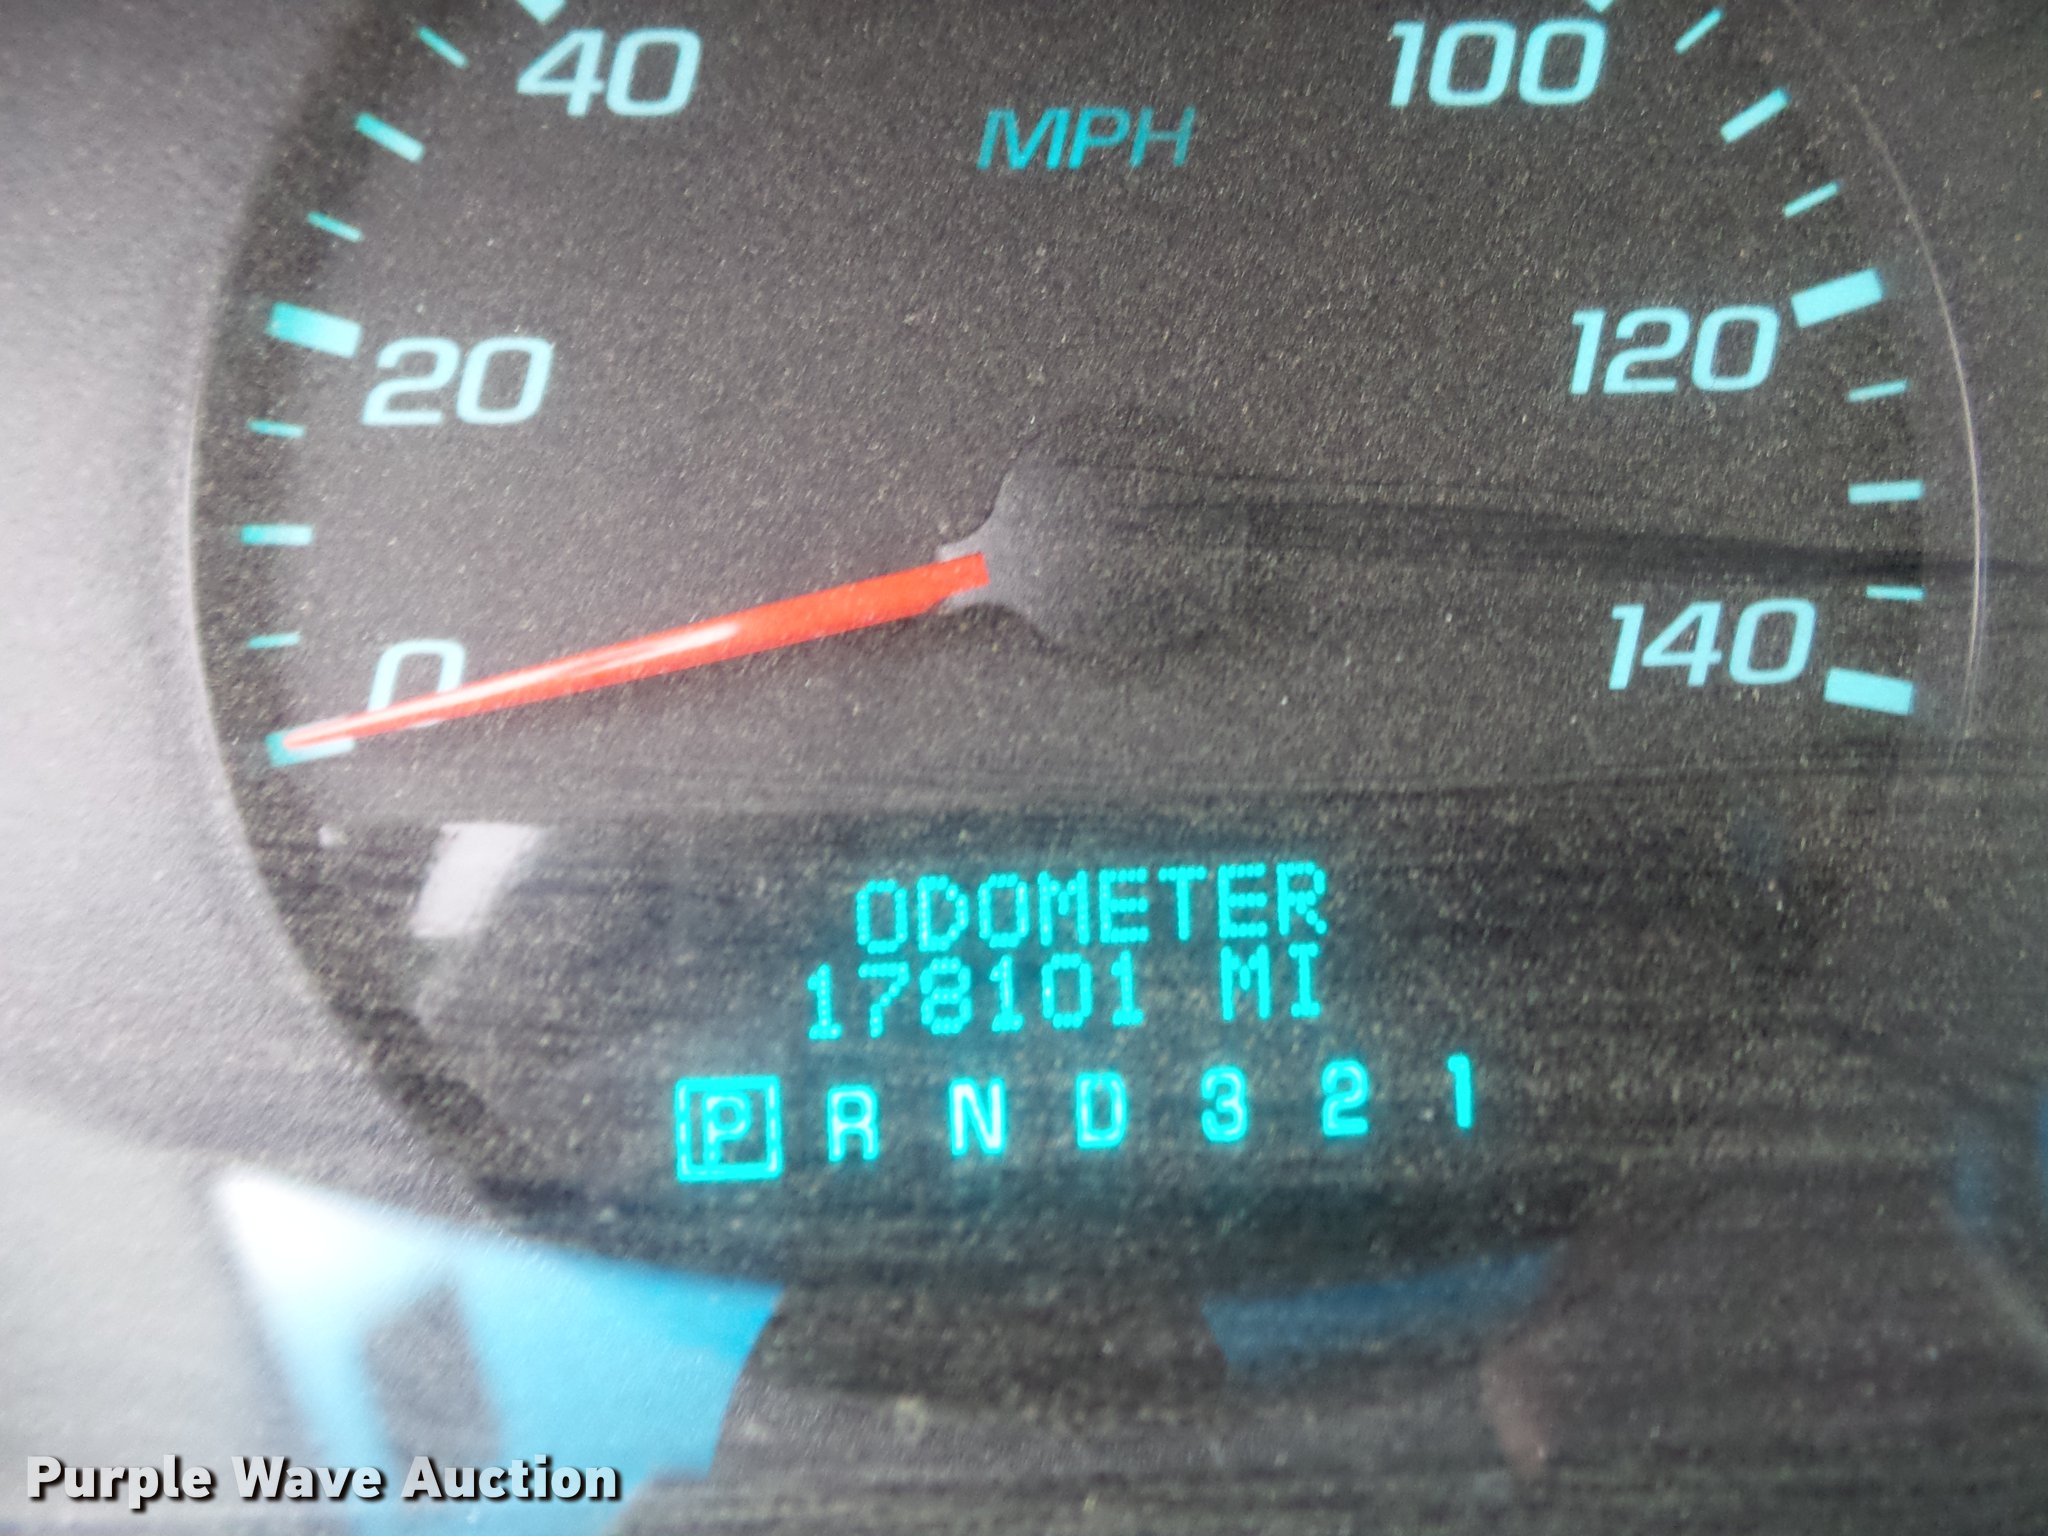 40
100
MPH
20
120
0
140
ODOMETER
178101 MI
P R N D 3 2 1
Purple Wave Auction